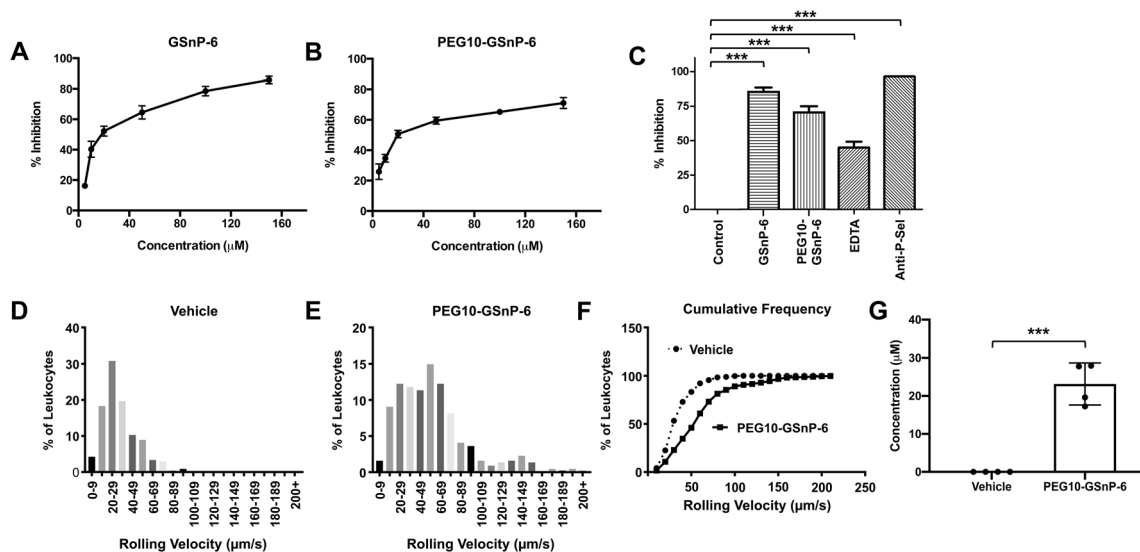 A
GSnP-6
% Inhibition
100
80
60
40
20
0
0
40
80
120
160
Concentration (μM)
B
PEG10-GSnP-6
% Inhibition
100
80
60
40
20
0
0
40
80
120
160
Concentration (μM)
C
***
***
***
***
% Inhibition
100
75
50
25
0
Control
GSnP-6
PEG10-
GSnP-6
EDTA
Anti-P-Sel
D
Vehicle
% of Leukocytes
40
30
20
10
0
0-9
20-29
40-49
60-69
80-89
100-109
120-129
140-149
160-169
180-189
200+
Rolling Velocity (μm/s)
E
PEG10-GSnP-6
% of Leukocytes
20
15
10
5
0
0-9
20-29
40-49
60-69
80-89
100-109
120-129
140-149
160-169
180-189
200+
Rolling Velocity (μm/s)
F
Cumulative Frequency
% of Leukocytes
150
100
50
0
Vehicle
PEG10-GSnP-6
50
100
150
200
250
Rolling Velocity (μm/s)
G
***
Concentration (μM)
40
30
20
10
0
Vehicle
PEG10-GSnP-6